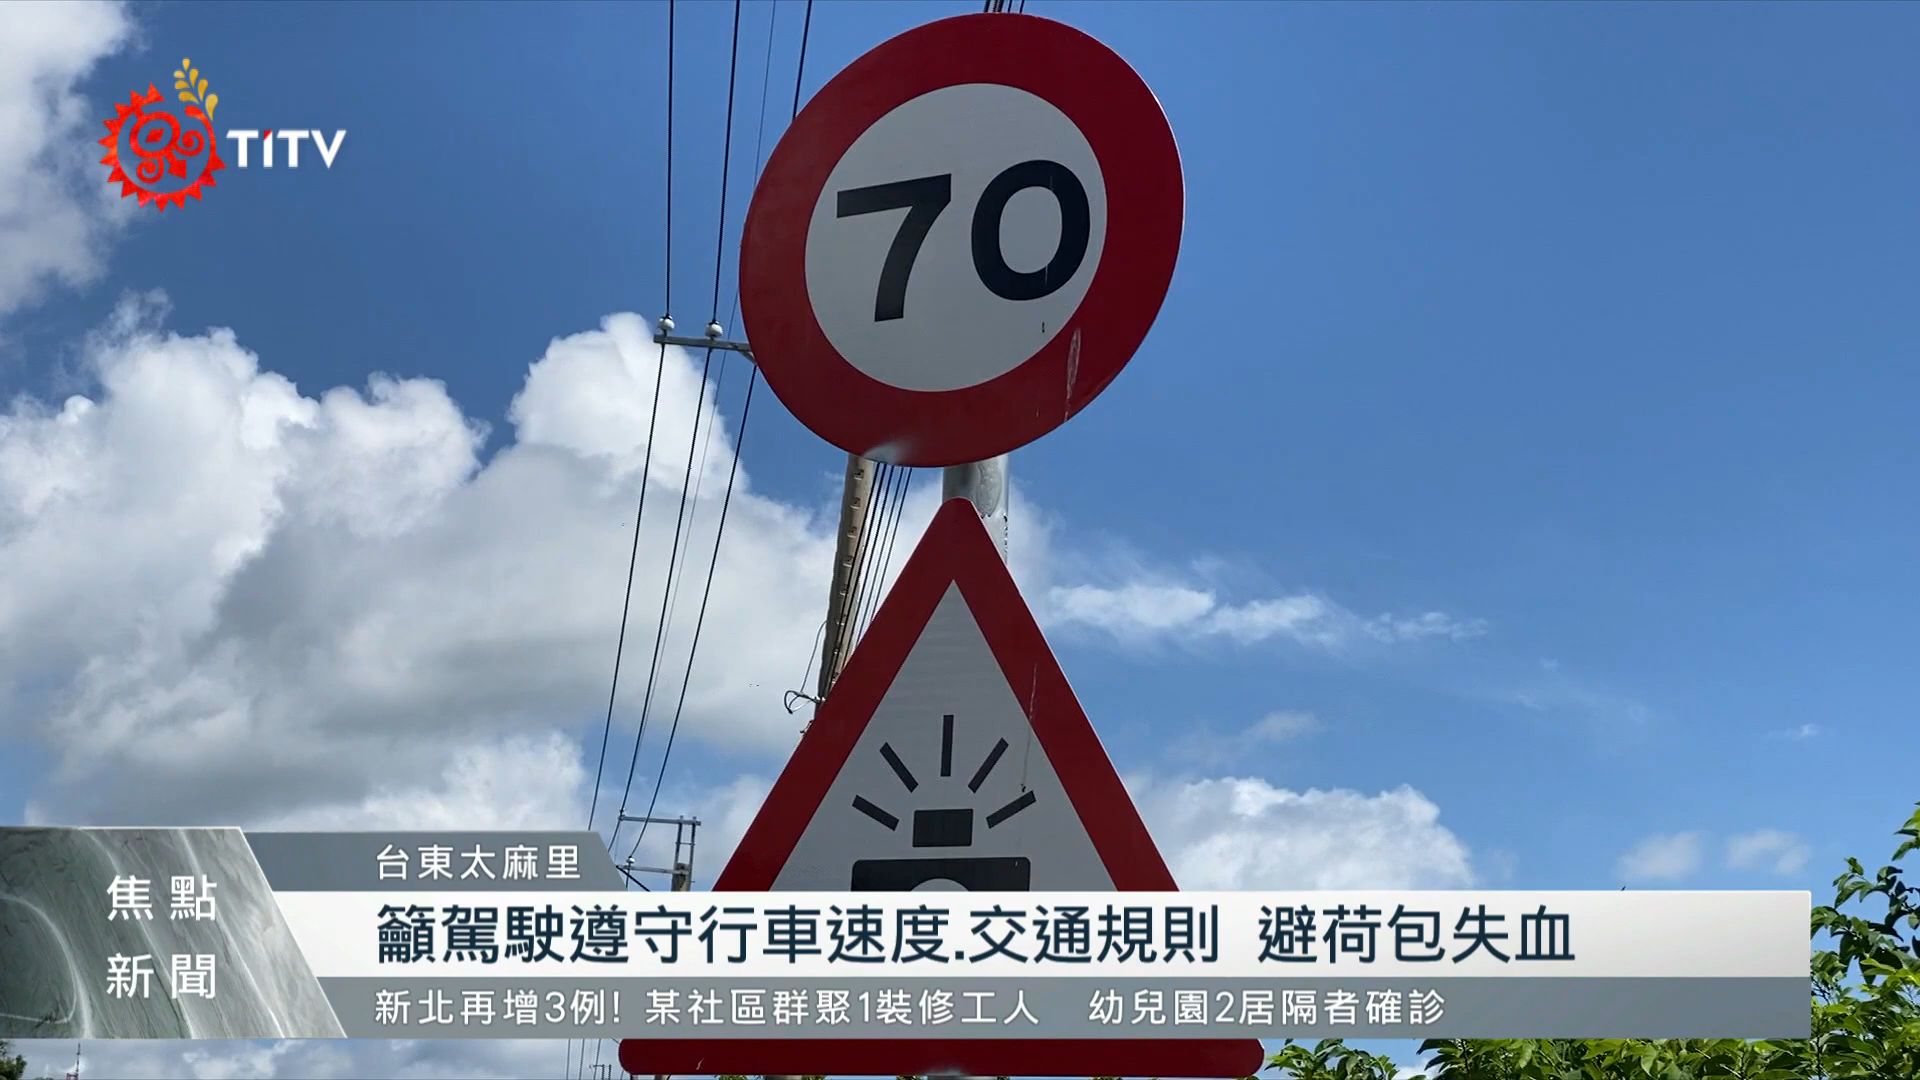 TITV
70
台東太麻里
焦點
新聞
籲駕駛遵守行車速度.交通規則 避荷包失血
新北再增3例! 某社區群聚1裝修工人 幼兒園2居隔者確診